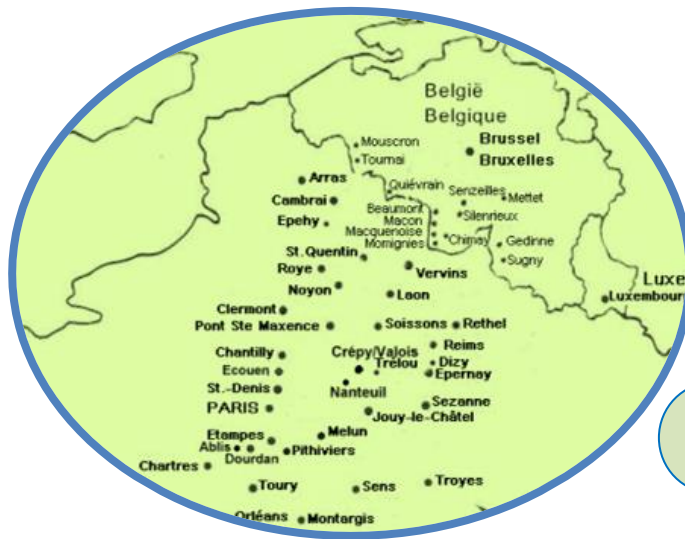 België
Belgique
Brussel
Bruxelles
Mouscron
Tournai
Arras
Quiévrain
Senzeilles
Mettet
Cambrai
Beaumont
Silenrieux
Epehy
Macon
Macquenoise
Chimay
Momignies
Gedinne
St.Quentin
Sugny
Roye
Vervins
Luxe
Noyon
Laon
Luxembour
Clermont
Pont Ste Maxence
Soissons
Rethel
Reims
Chantilly
Crépy/Valois
Dizy
Ecouen
Trélou
Epernay
St.-Denis
Nanteuil
PARIS
Sezanne
Jouy-le-Châtel
Etampes
Melun
Ablis
Pithiviers
Dourdan
Chartres
Toury
Sens
Troyes
Orléans
Montargis